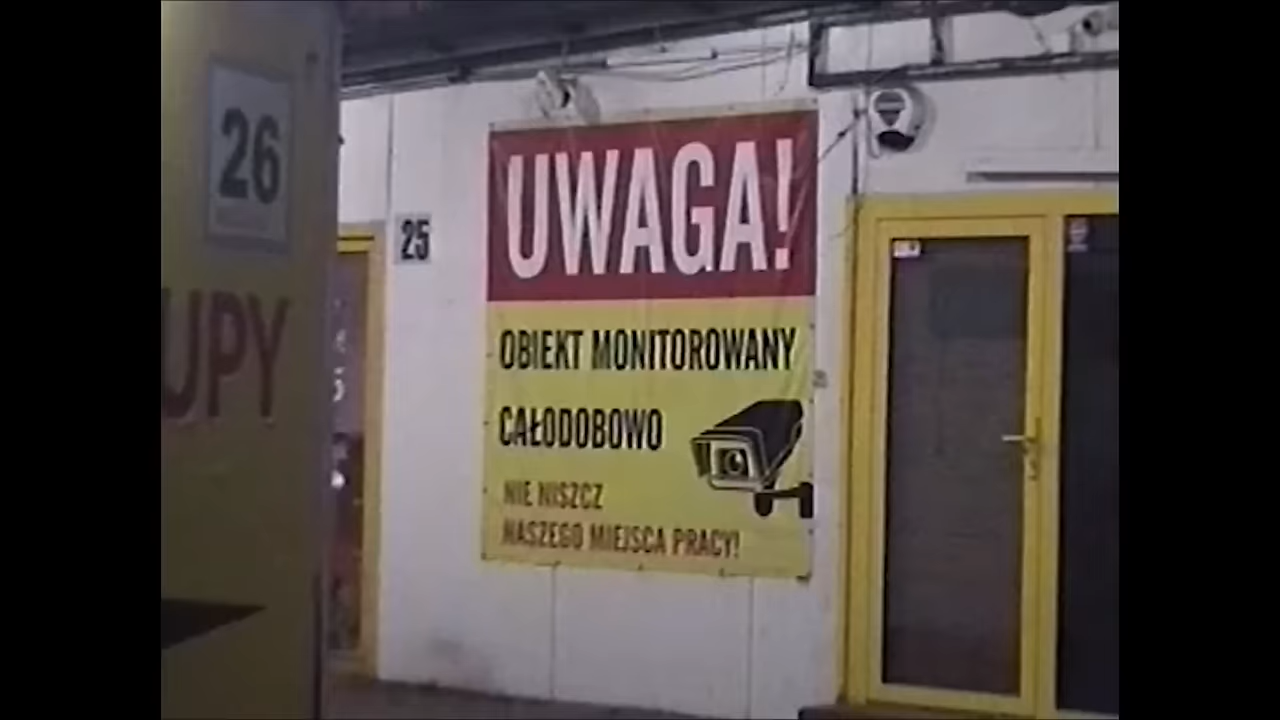 26
UPY
25
UWAGA!
OBIEKT MONITOROWANY
CAŁODOBOWO
NIE NISZCZ
NASZEGO MIEJSCA PRACY!